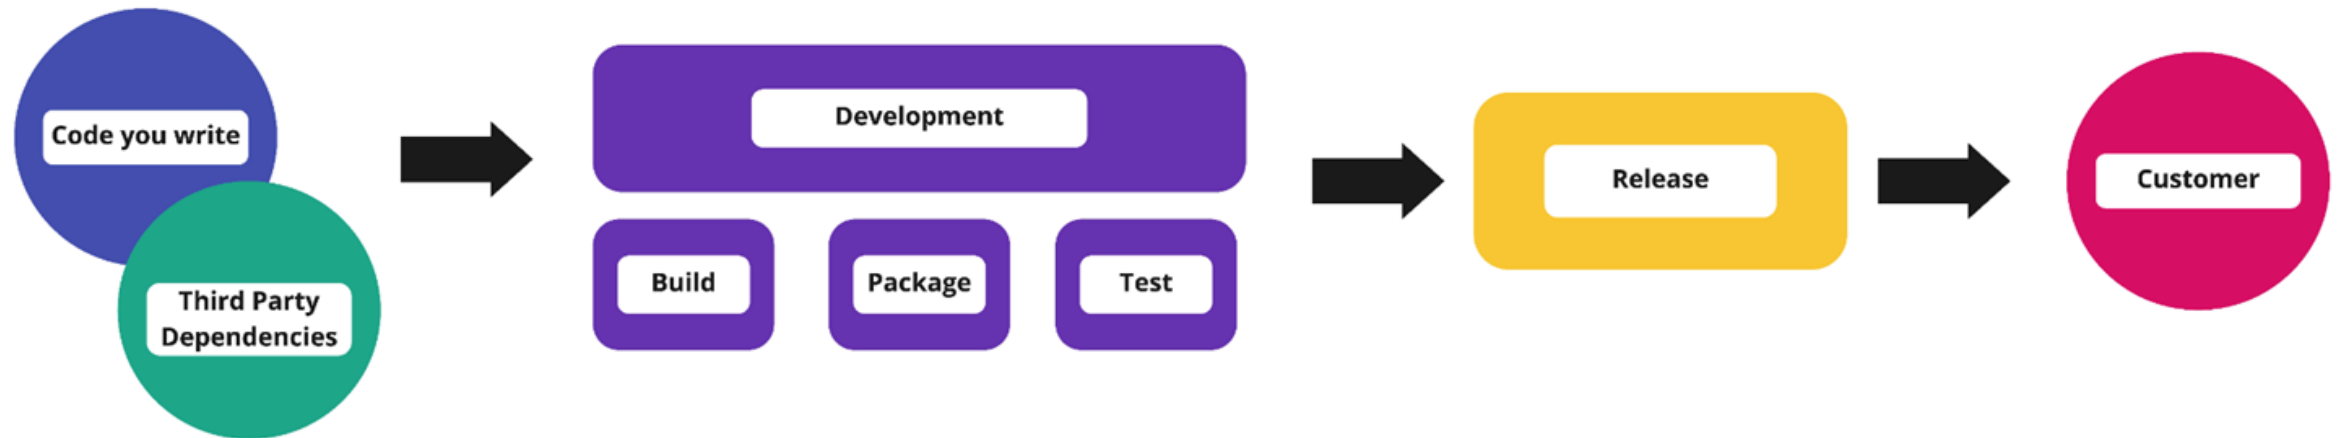 Code you write
Third Party
Dependencies
Development
Build
Package
Test
Release
Customer